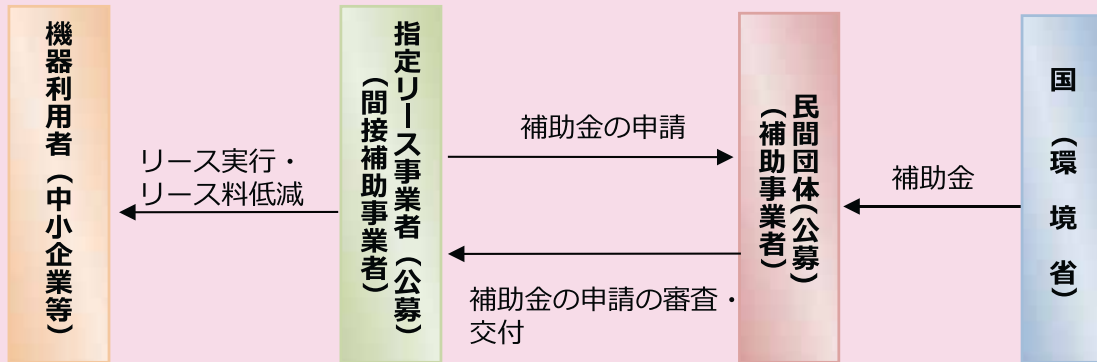 機器利用者（中小企業等）
リース実行・
リース料低減
指定リース事業者（公募）
（間接補助事業者）
補助金の申請
補助金の申請の審査・
交付
民間団体（公募）
（補助事業者）
補助金
国（環境省）